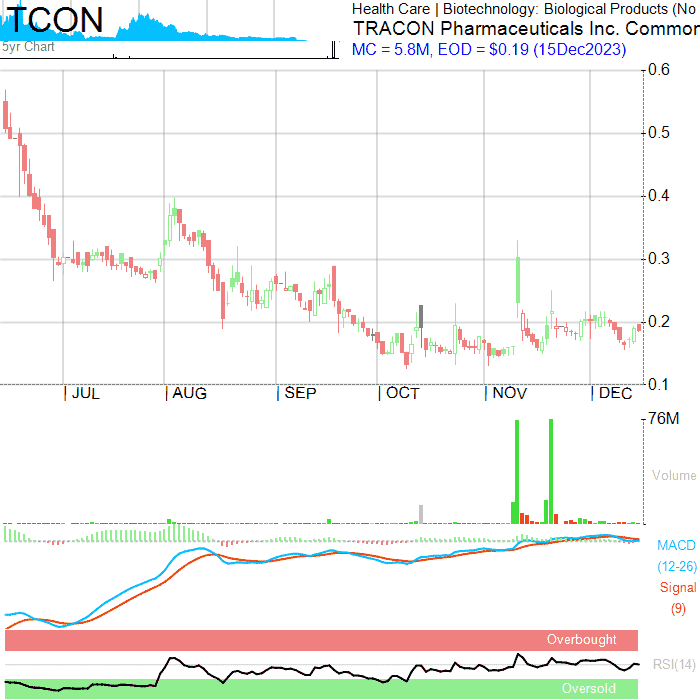 TCON
5yr Chart
Health Care | Biotechnology: Biological Products (No
TRACON Pharmaceuticals Inc. Common
MC = 5.8M, EOD = $0.19 (15Dec2023)
0.6
0.5
0.4
0.3
0.2
0.1
JUL AUG SEP OCT NOV DEC
76M
Volume
MACD
(12-26)
Signal
(9)
Overbought
RSI(14)
Oversold